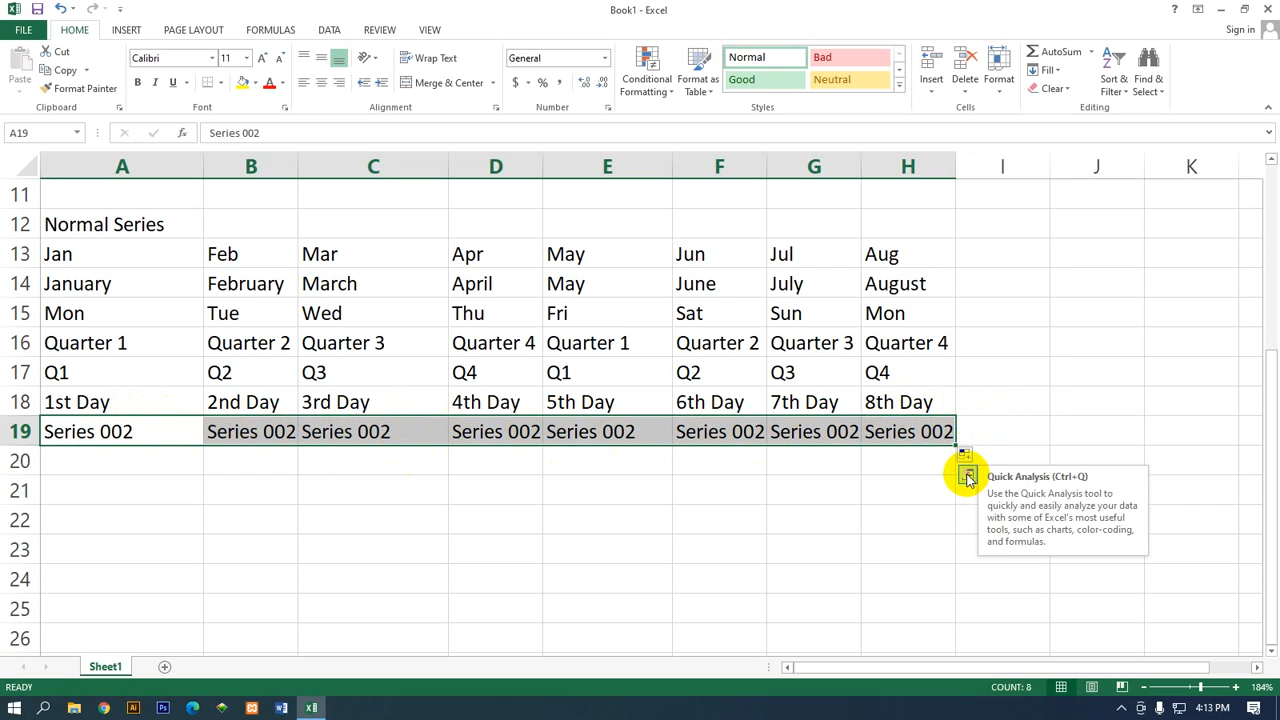 Book1 - Excel
Sign in
FILE HOME INSERT PAGE LAYOUT FORMULAS DATA REVIEW VIEW
Paste Cut Copy Format Painter
Clipboard
Calibri 11
B I U
Font
Wrap Text
Merge & Center
Alignment
General
$ % ,
Number
Conditional Formatting
Format as Table
Normal Bad
Good Neutral
Styles
Insert Delete Format
Cells
AutoSum
Fill
Clear
Sort & Filter
Find & Select
Editing
A19 fx Series 002
A B C D E F G H I J K
11
12 Normal Series
13 Jan Feb Mar Apr May Jun Jul Aug
14 January February March April May June July August
15 Mon Tue Wed Thu Fri Sat Sun Mon
16 Quarter 1 Quarter 2 Quarter 3 Quarter 4 Quarter 1 Quarter 2 Quarter 3 Quarter 4
17 Q1 Q2 Q3 Q4 Q1 Q2 Q3 Q4
18 1st Day 2nd Day 3rd Day 4th Day 5th Day 6th Day 7th Day 8th Day
19 Series 002 Series 002 Series 002 Series 002 Series 002 Series 002 Series 002 Series 002
20
21
22
23
24
25
26
Quick Analysis (Ctrl+Q)
Use the Quick Analysis tool to
quickly and easily analyze your data
with some of Excel's most useful
tools, such as charts, color-coding,
and formulas.
Sheet1
READY COUNT: 8 184%
4:13 PM